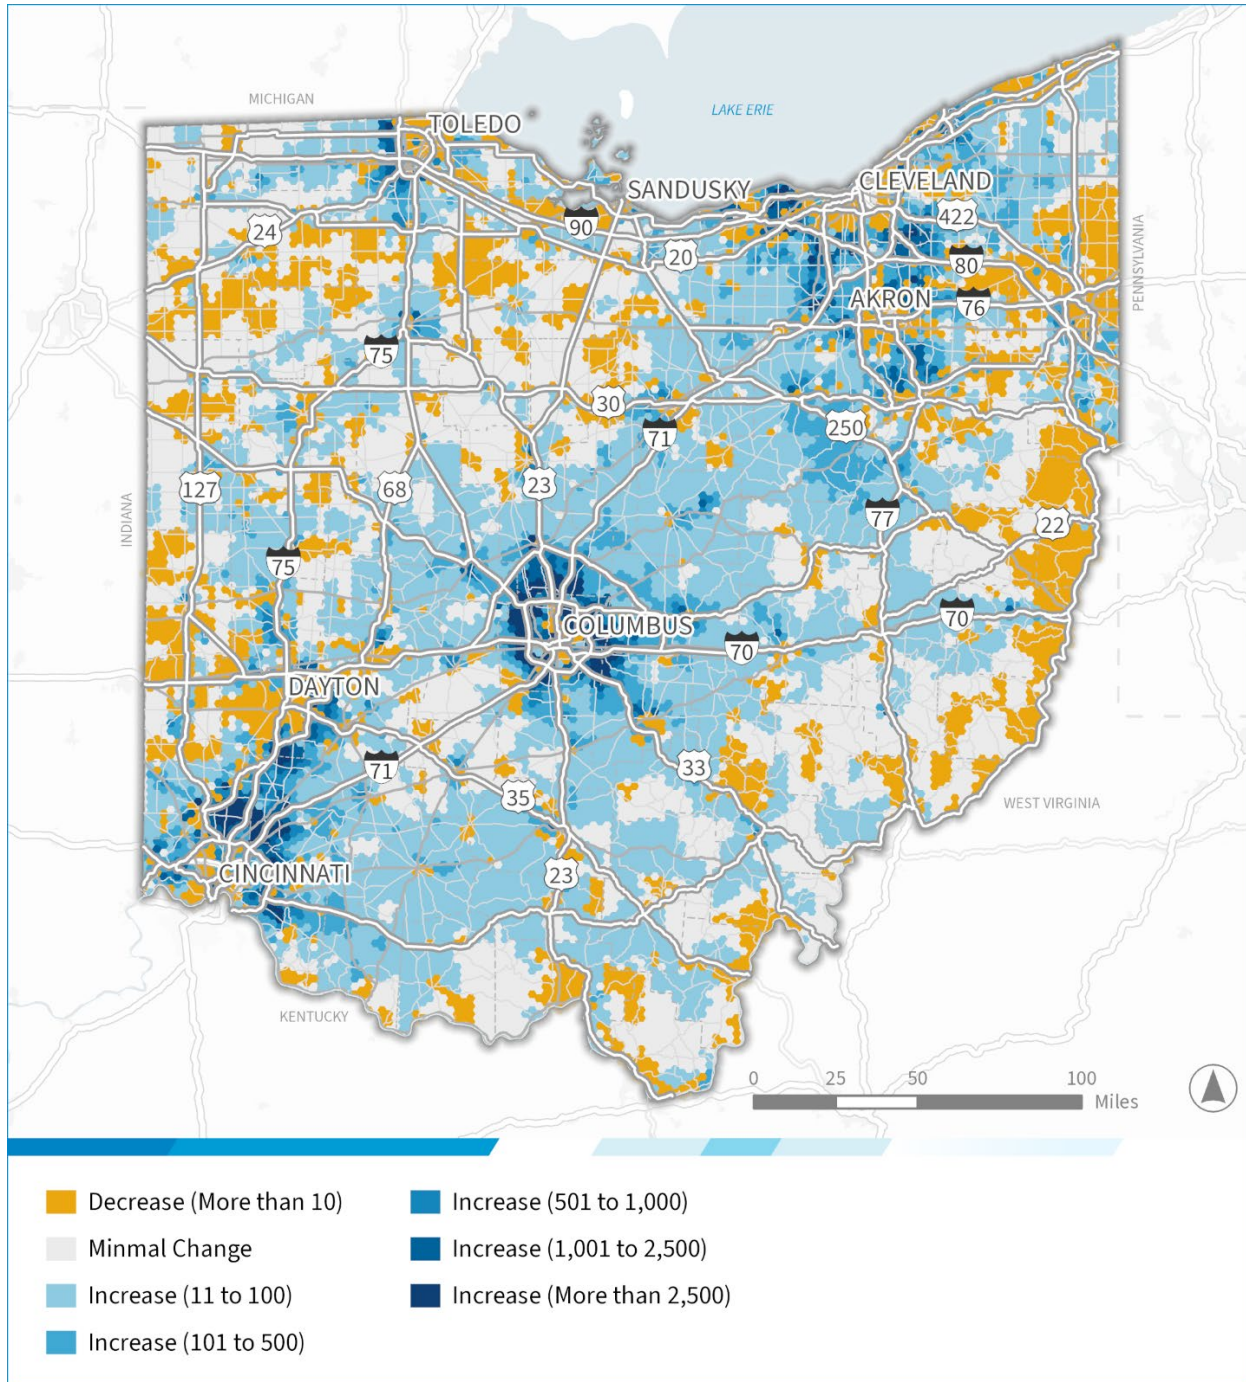 MICHIGAN
LAKE ERIE
TOLEDO
SANDUSKY
CLEVELAND
24
90
20
422
80
PENNSYLVANIA
AKRON
76
75
30
71
250
INDIANA
127
68
23
77
22
75
COLUMBUS
70
70
DAYTON
71
33
35
WEST VIRGINIA
CINCINNATI
23
KENTUCKY
0 25 50 100
Miles
Decrease (More than 10)
Minmal Change
Increase (11 to 100)
Increase (101 to 500)
Increase (501 to 1,000)
Increase (1,001 to 2,500)
Increase (More than 2,500)